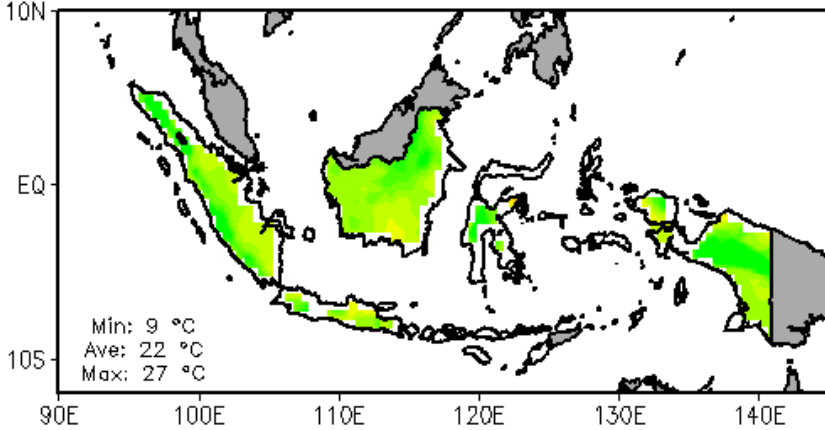 10N
EQ
10S
Min: 9 °C
Ave: 22 °C
Max: 27 °C
90E 100E 110E 120E 130E 140E